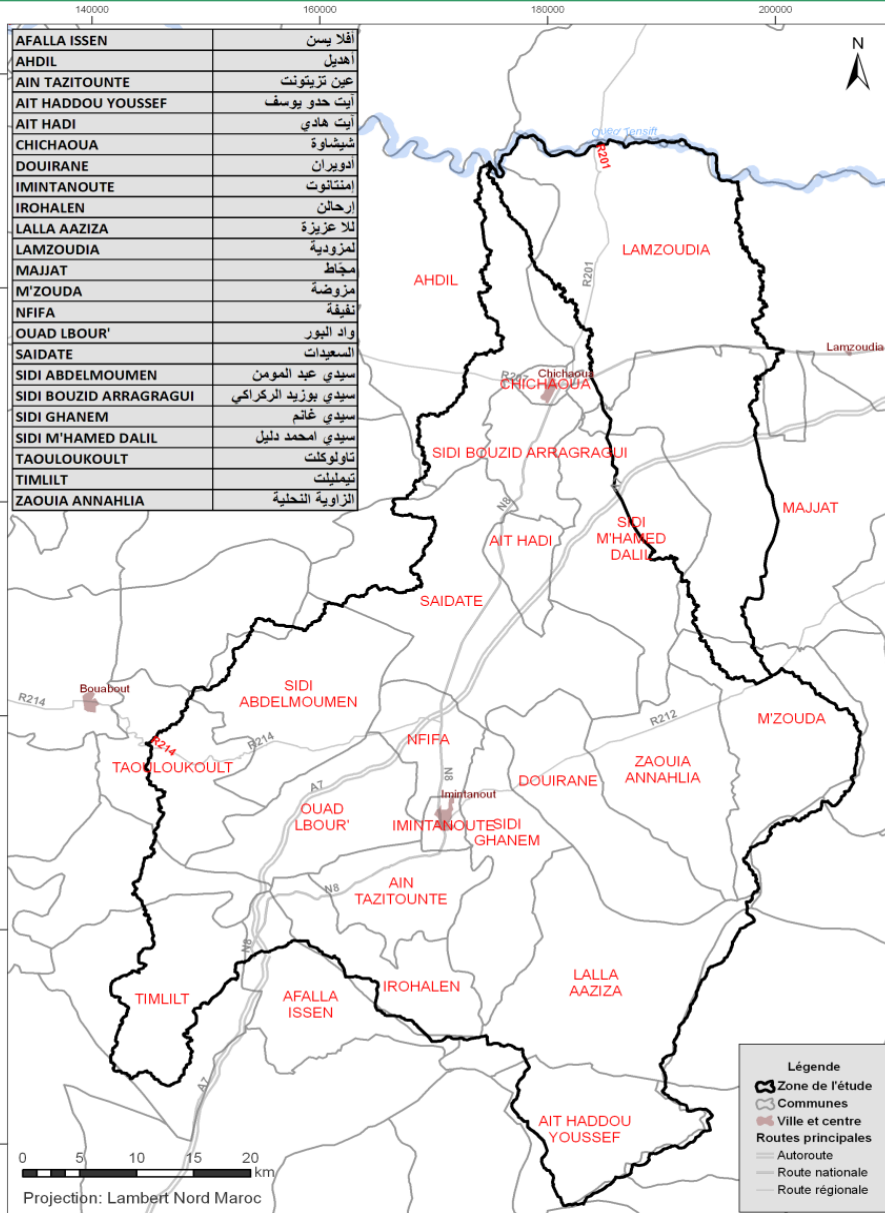 140000 160000 180000 200000
AFALLA ISSEN أفلا يسن
AHDIL أهديل
AIN TAZITOUNTE عين تزيتونت
AIT HADDOU YOUSSEF آيت حدو يوسف
AIT HADI آيت هادي
CHICHAOUA شيشاوة
DOUIRANE أدويران
IMINTANOUTE إمنتانوت
IROHALEN إرحالن
LALLA AAZIZA للا عزيزة
LAMZOUDIA لمزودية
MAJJAT مجّاط
M'ZOUDA مزوضة
NFIFA نفيفة
OUAD LBOUR' واد البور
SAIDATE السعيدات
SIDI ABDELMOUMEN سيدي عبد المومن
SIDI BOUZID ARRAGRAGUI سيدي بوزيد الركراكي
SIDI GHANEM سيدي غانم
SIDI M'HAMED DALIL سيدي امحمد دليل
TAOULOUKOULT تاولوكلت
TIMLILT تيمليلت
ZAOUIA ANNAHLIA الزاوية النحلية
N
Oued Tensift
R201
LAMZOUDIA
R201
AHDIL
Lamzoudia
R207
Chichaoua
CHICHAOUA
SIDI BOUZID ARRAGRAGUI
A7
N8
MAJJAT
SIDI
M'HAMED
DALIL
AIT HADI
SAIDATE
SIDI
ABDELMOUMEN
Bouabout
R214
R214
R214
TAOULOUKOULT
NFIFA
R212
M'ZOUDA
ZAOUIA
ANNAHLIA
DOUIRANE
N8
A7
Imintanout
OUAD
LBOUR'
IMINTANOUTE
SIDI
GHANEM
AIN
TAZITOUNTE
N8
N8
LALLA
AAZIZA
IROHALEN
TIMLILT
AFALLA
ISSEN
A7
AIT HADDOU
YOUSSEF
Légende
Zone de l'étude
Communes
Ville et centre
Routes principales
Autoroute
Route nationale
Route régionale
0 5 10 15 20
km
Projection: Lambert Nord Maroc